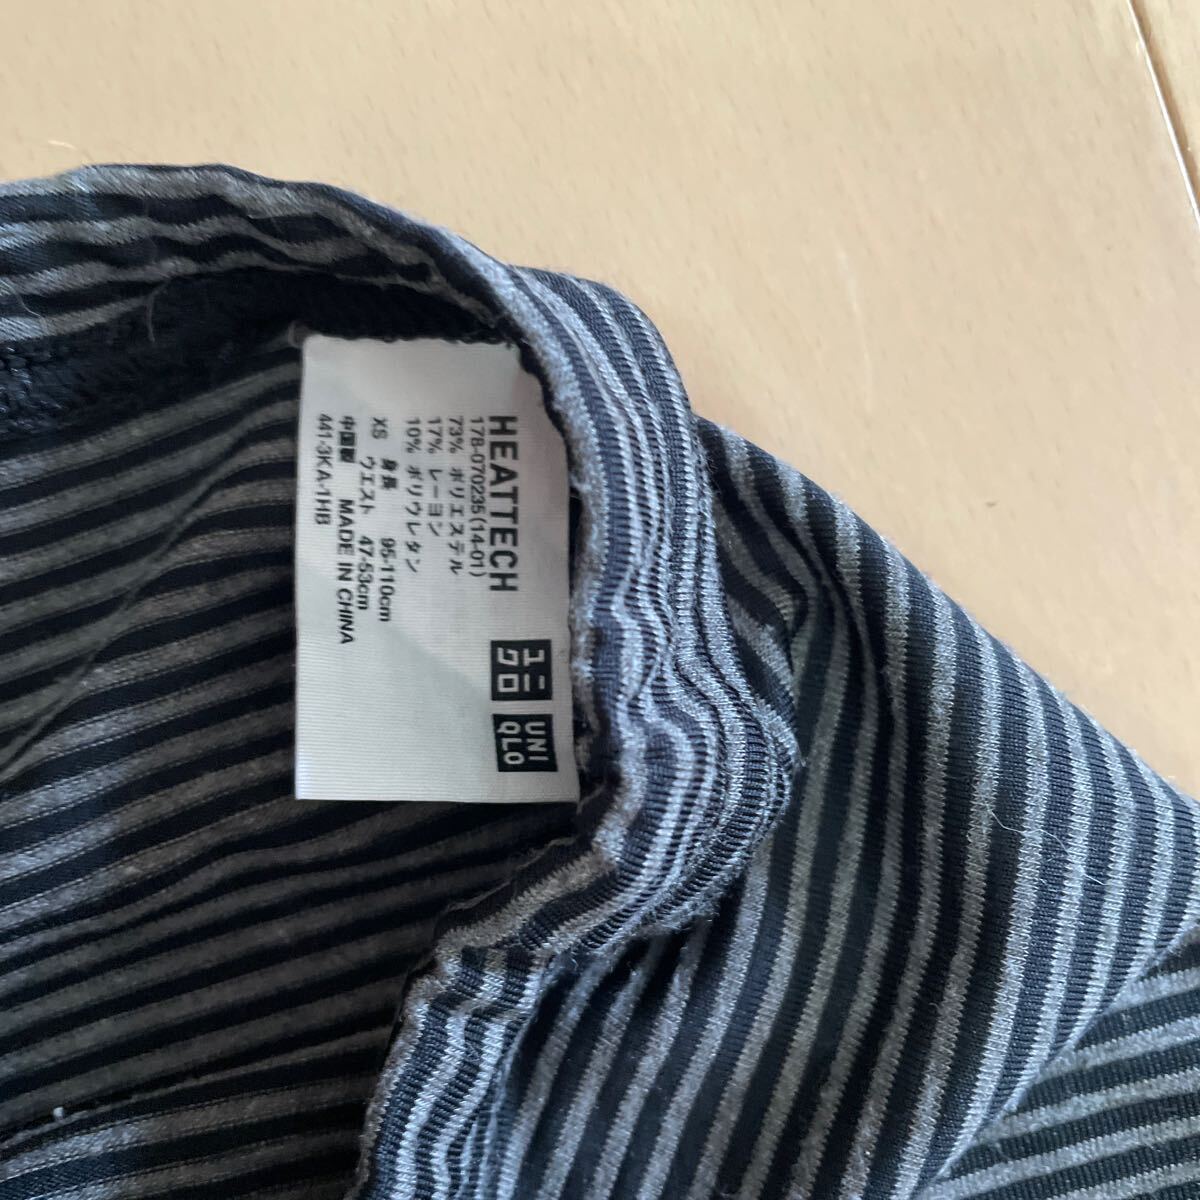 HEATTECH
178-070235(14-01)
73% ポリエステル
17% レーヨン
10% ポリウレタン
XS 身長 95-110cm
ウエスト 47-53cm
中国製 MADE IN CHINA
441-3KA-1HB
ユニ
クロ
UNI
QLO